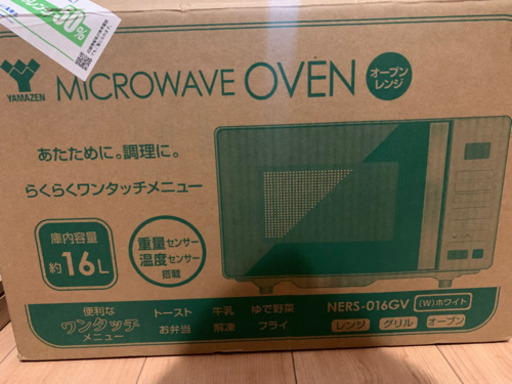 50%
YAMAZEN
MICROWAVE OVEN
オーブン
レンジ
あたために。調理に。
らくらくワンタッチメニュー
庫内容量
約16L
重量センサー
温度センサー
搭載
便利な
ワンタッチ
メニュー
トースト 牛乳 ゆで野菜
お弁当 解凍 フライ
NERS-016GV (W)ホワイト
レンジ グリル オーブン